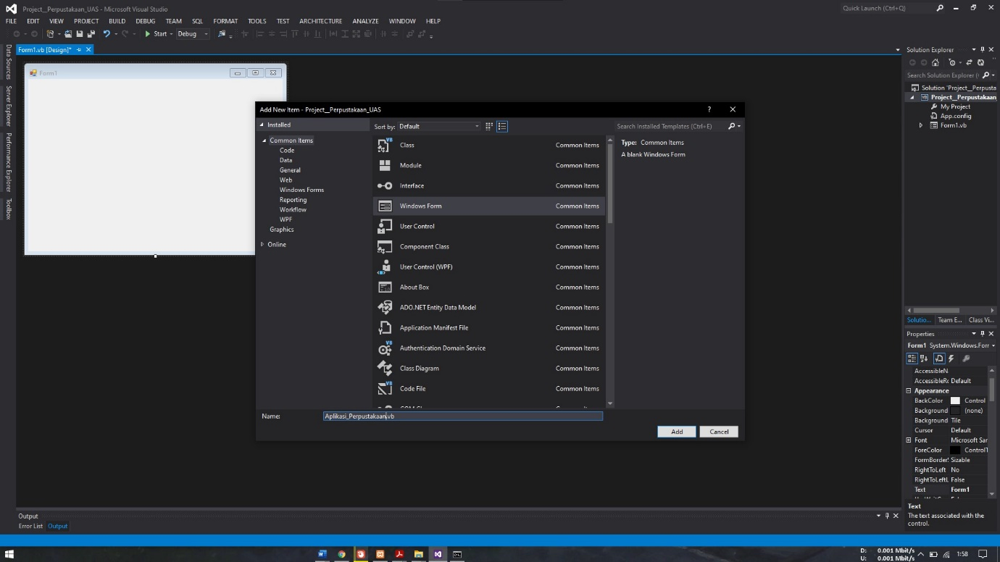 Project__Perpustakaan_UAS - Microsoft Visual Studio
Quick Launch (Ctrl+Q)
FILE EDIT VIEW PROJECT BUILD DEBUG TEAM SQL FORMAT TOOLS TEST ARCHITECTURE ANALYZE WINDOW HELP
Start Debug
Form1.vb [Design]*
Data Sources
Server Explorer
Performance Explorer
Toolbox
Form1
Add New Item - Project__Perpustakaan_UAS
?
Installed
Common Items
Code
Data
General
Web
Windows Forms
Reporting
Workflow
WPF
Graphics
Online
Sort by: Default
Search Installed Templates (Ctrl+E)
Class Common Items
Module Common Items
Interface Common Items
Windows Form Common Items
User Control Common Items
Component Class Common Items
User Control (WPF) Common Items
About Box Common Items
ADO.NET Entity Data Model Common Items
Application Manifest File Common Items
Authentication Domain Service Common Items
Class Diagram Common Items
Code File Common Items
Type: Common Items
A blank Windows Form
Name: Aplikasi_Perpustakaan.vb
Add Cancel
Solution Explorer
Search Solution Explorer (
Solution 'Project__Perpusta
Project__Perpustakaan
My Project
App.config
Form1.vb
Solutio... Team E... Class Vi...
Properties
Form1 System.Windows.Forr
AccessibleN
AccessibleRo Default
Appearance
BackColor Control
Background (none)
Background Tile
Cursor Default
Font Microsoft San
ForeColor ControlT
FormBorderS Sizable
RightToLeft No
RightToLeftL False
Text Form1
Text
The text associated with the
control.
Output
Error List Output
D: 0.001 Mbit/s
U: 0.001 Mbit/s
1:58